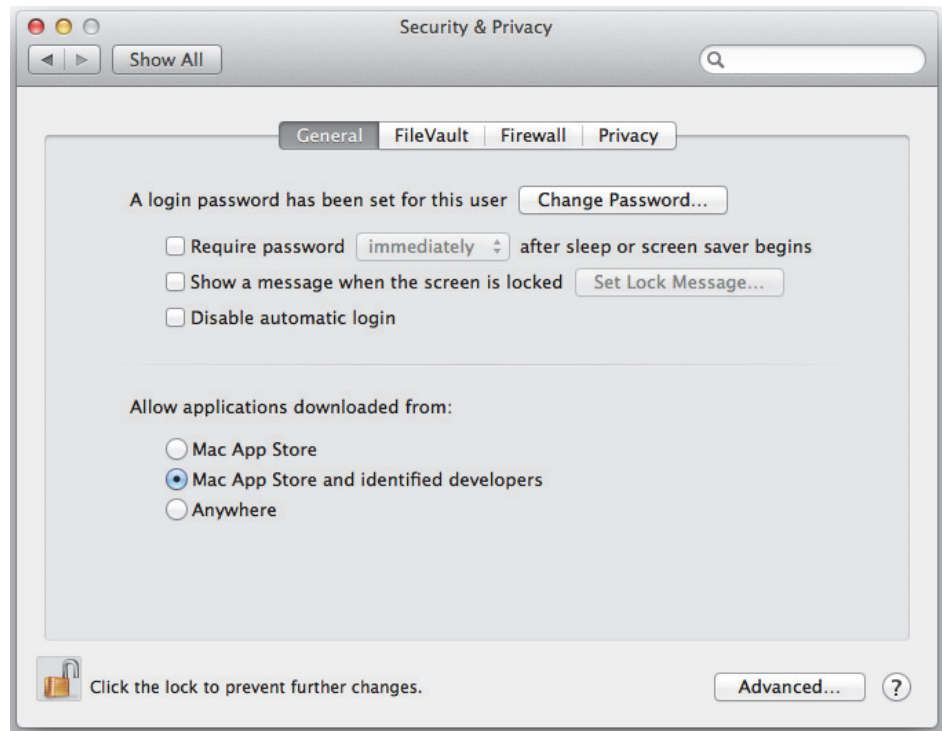 Security & Privacy
Show All
General FileVault Firewall Privacy
A login password has been set for this user Change Password...
Require password immediately after sleep or screen saver begins
Show a message when the screen is locked Set Lock Message...
Disable automatic login
Allow applications downloaded from:
Mac App Store
Mac App Store and identified developers
Anywhere
Click the lock to prevent further changes. Advanced... ?